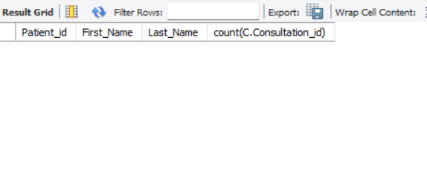 Result Grid Filter Rows: Export: Wrap Cell Content:
Patient_id First_Name Last_Name count(C.Consultation_id)